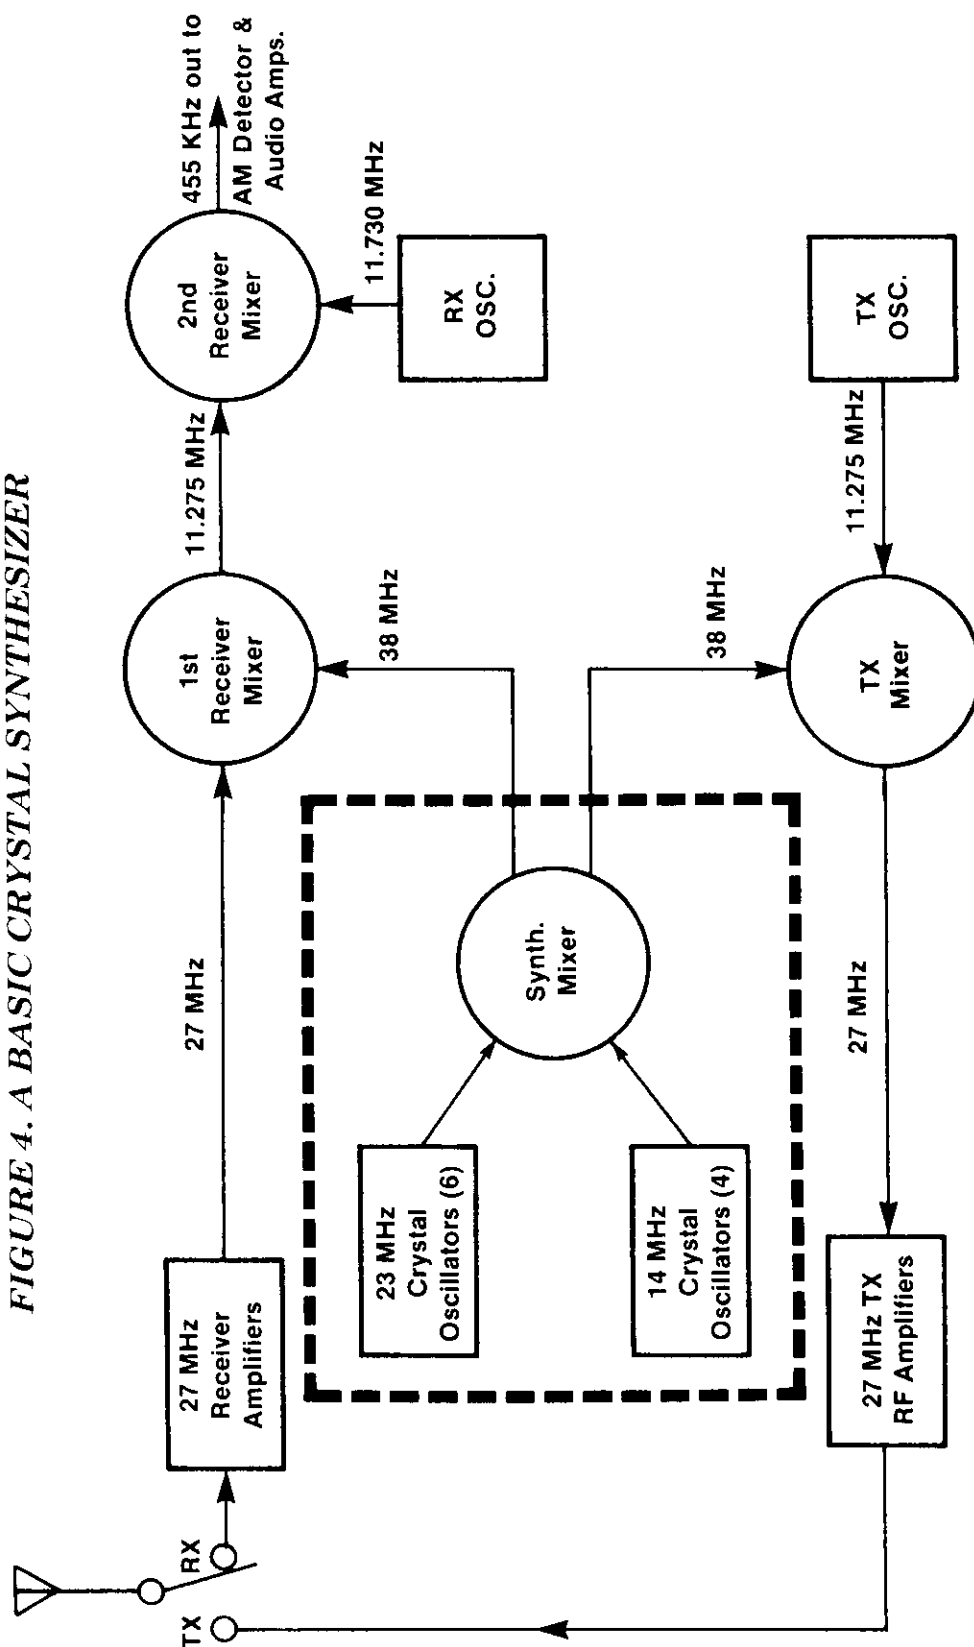 FIGURE 4. A BASIC CRYSTAL SYNTHESIZER
TX
RX
27 MHz
Receiver
Amplifiers
27 MHz
1st
Receiver
Mixer
11.275 MHz
2nd
Receiver
Mixer
455 KHz out to
AM Detector &
Audio Amps.
11.730 MHz
RX
OSC.
38 MHz
23 MHz
Crystal
Oscillators (6)
Synth.
Mixer
14 MHz
Crystal
Oscillators (4)
38 MHz
27 MHz TX
RF Amplifiers
27 MHz
TX
Mixer
11.275 MHz
TX
OSC.